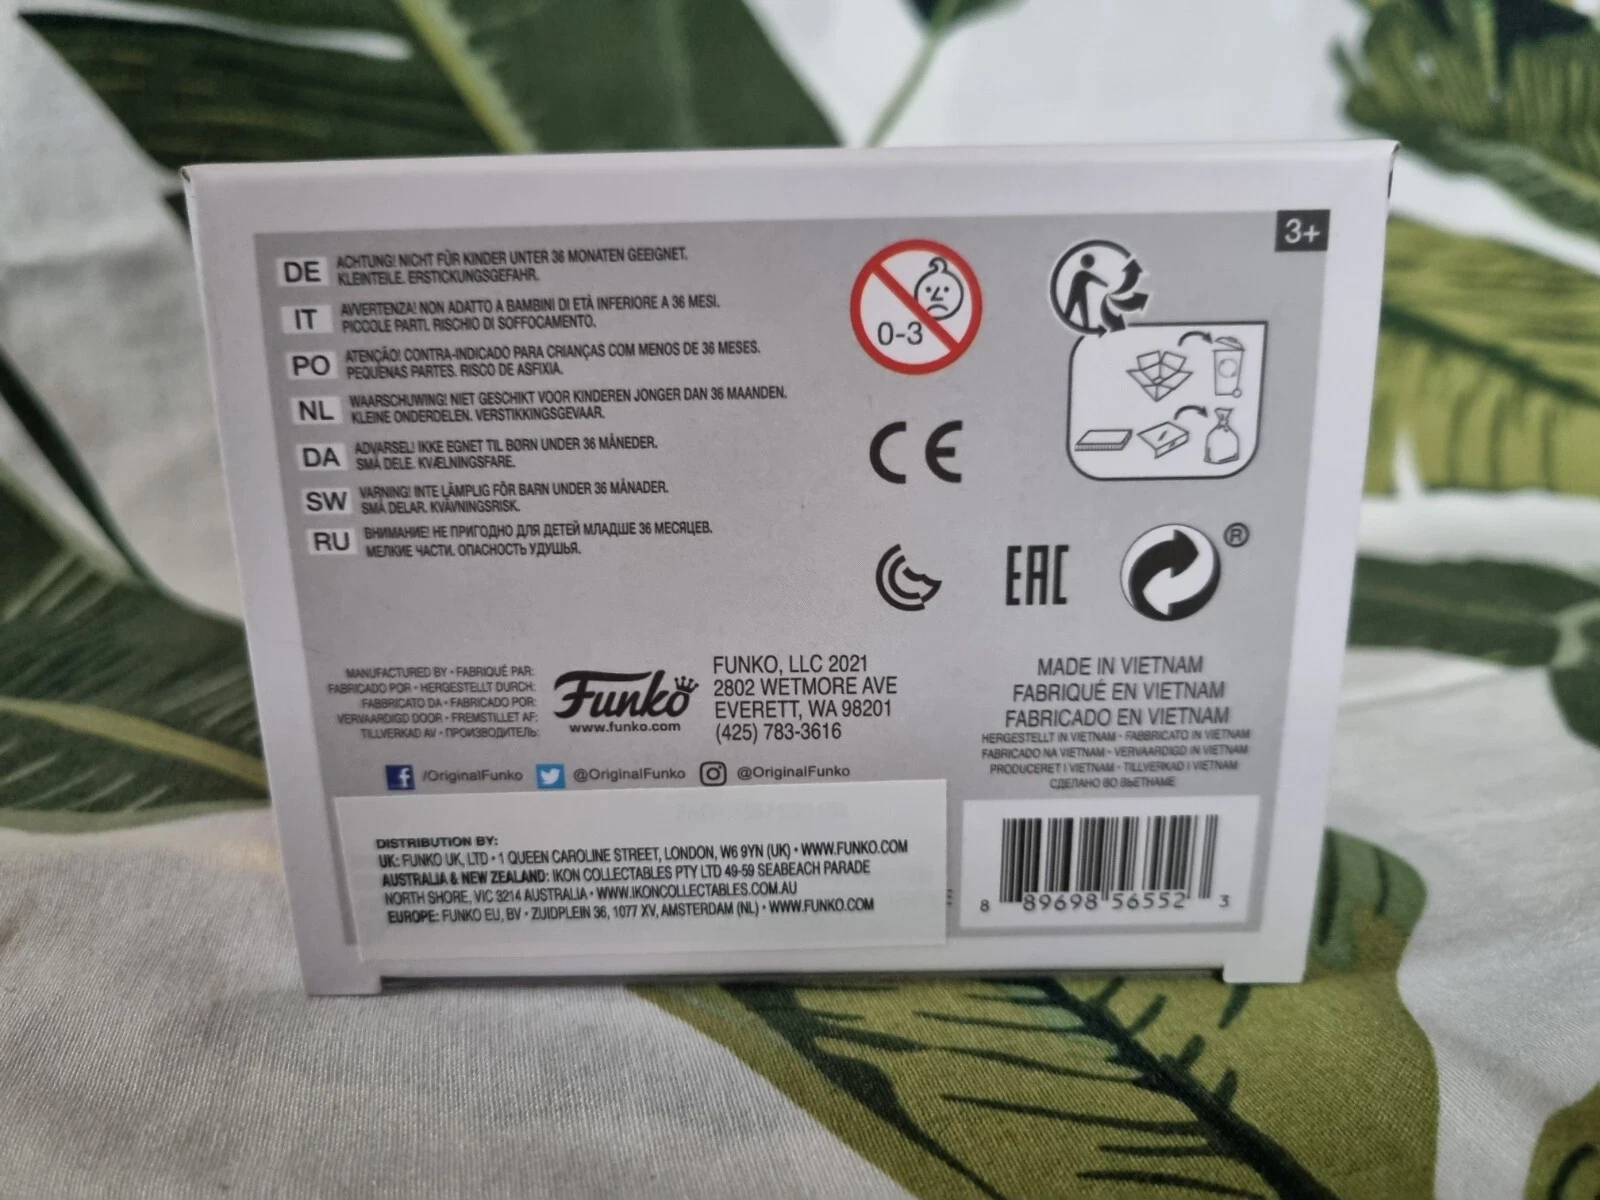 3+
DE
ACHTUNG! NICHT FÜR KINDER UNTER 36 MONATEN GEEIGNET.
KLEINTEILE. ERSTICKUNGSGEFAHR.
IT
AVVERTENZA! NON ADATTO A BAMBINI DI ETÀ INFERIORE A 36 MESI.
PICCOLE PARTI. RISCHIO DI SOFFOCAMENTO.
PO
ATENÇÃO! CONTRA-INDICADO PARA CRIANÇAS COM MENOS DE 36 MESES.
PEQUENAS PARTES. RISCO DE ASFIXIA.
NL
WAARSCHUWING! NIET GESCHIKT VOOR KINDEREN JONGER DAN 36 MAANDEN.
KLEINE ONDERDELEN. VERSTIKKINGSGEVAAR.
DA
ADVARSEL! IKKE EGNET TIL BØRN UNDER 36 MÅNEDER.
SMÅ DELE. KVÆLNINGSFARE.
SW
VARNING! INTE LÄMPLIG FÖR BARN UNDER 36 MÅNADER.
SMÅ DELAR. KVÄVNINGSRISK.
RU
ВНИМАНИЕ! НЕ ПРИГОДНО ДЛЯ ДЕТЕЙ МЛАДШЕ 36 МЕСЯЦЕВ.
МЕЛКИЕ ЧАСТИ. ОПАСНОСТЬ УДУШЬЯ.
0-3
CE
EAC
®
MANUFACTURED BY • FABRIQUÉ PAR:
FABRICADO POR • HERGESTELLT DURCH:
FABBRICATO DA • FABRICADO POR:
VERVAARDIGD DOOR • FREMSTILLET AF:
TILLVERKAD AV • ПРОИЗВОДИТЕЛЬ:
Funko
www.funko.com
FUNKO, LLC 2021
2802 WETMORE AVE
EVERETT, WA 98201
(425) 783-3616
/OriginalFunko @OriginalFunko @OriginalFunko
MADE IN VIETNAM
FABRIQUÉ EN VIETNAM
FABRICADO EN VIETNAM
HERGESTELLT IN VIETNAM • FABBRICATO IN VIETNAM
FABRICADO NA VIETNAM • VERVAARDIGD IN VIETNAM
PRODUCERET I VIETNAM • TILLVERKAD I VIETNAM
СДЕЛАНО ВО ВЬЕТНАМЕ
DISTRIBUTION BY:
UK: FUNKO UK, LTD • 1 QUEEN CAROLINE STREET, LONDON, W6 9YN (UK) • WWW.FUNKO.COM
AUSTRALIA & NEW ZEALAND: IKON COLLECTABLES PTY LTD 49-59 SEABEACH PARADE
NORTH SHORE, VIC 3214 AUSTRALIA • WWW.IKONCOLLECTABLES.COM.AU
EUROPE: FUNKO EU, BV • ZUIDPLEIN 36, 1077 XV, AMSTERDAM (NL) • WWW.FUNKO.COM
8 89698 56552 3